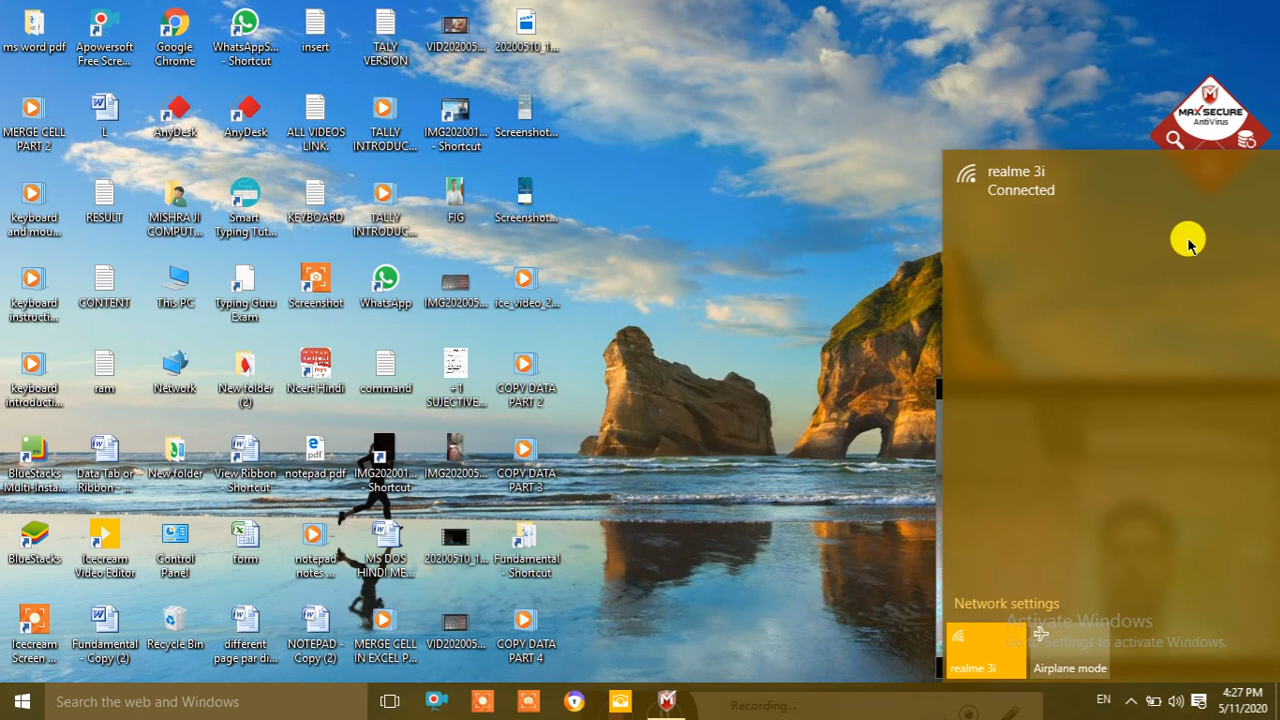 ms word pdf
Apowersoft
Free Scre...
Google
Chrome
WhatsAppS...
- Shortcut
insert
TALY
VERSION
VID202005...
20200510_1...
MERGE CELL
PART 2
L
AnyDesk
AnyDesk
ALL VIDEOS
LINK.
TALLY
INTRODUC...
IMG202001...
- Shortcut
Screenshot...
keyboard
and mou...
RESULT
MISHRA JI
COMPUT...
Smart
Typing Tut...
KEYBOARD
TALLY
INTRODUC...
FIG
Screenshot...
keyboard
instructi...
CONTENT
This PC
Typing Guru
Exam
Screenshot
WhatsApp
IMG202005...
ice_video_2...
keyboard
introducti...
ram
Network
New folder
(2)
Ncert Hindi
command
+1
SUJECTIVE...
COPY DATA
PART 2
BlueStacks
Multi-Insta...
Data Tab or
Ribbon - ...
New folder
View Ribbon
Shortcut
notepad.pdf
IMG202001...
- Shortcut
IMG202005...
COPY DATA
PART 3
BlueStacks
Icecream
Video Editor
Control
Panel
form
notepad
notes ...
MS DOS
HINDI ME...
20200510_1...
Fundamental
- Shortcut
Icecream
Screen ...
Fundamental
- Copy (2)
Recycle Bin
different
page par di...
NOTEPAD -
Copy (2)
MERGE CELL
IN EXCEL P...
VID202005...
COPY DATA
PART 4
MAX SECURE
AntiVirus
realme 3i
Connected
Network settings
Activate Windows
Go to Settings to activate Windows.
realme 3i
Airplane mode
Search the web and Windows
Recording...
EN
4:27 PM
5/11/2020